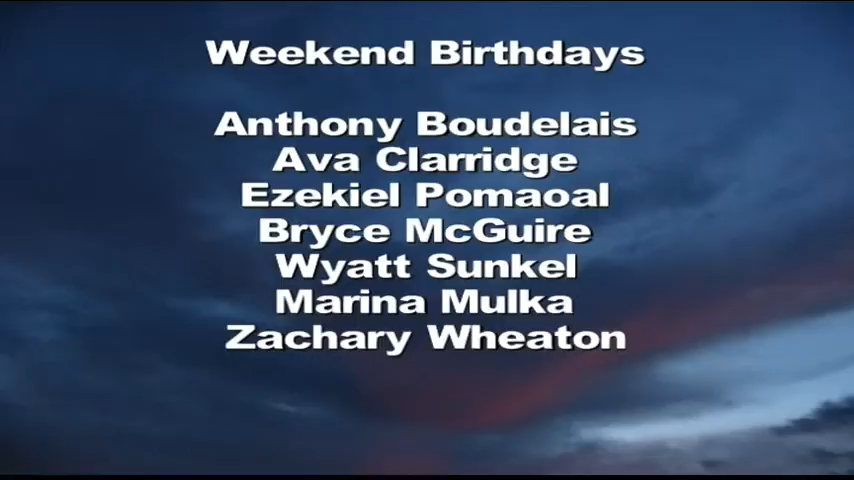 Weekend Birthdays
Anthony Boudelais
Ava Clarridge
Ezekiel Pomaoal
Bryce McGuire
Wyatt Sunkel
Marina Mulka
Zachary Wheaton